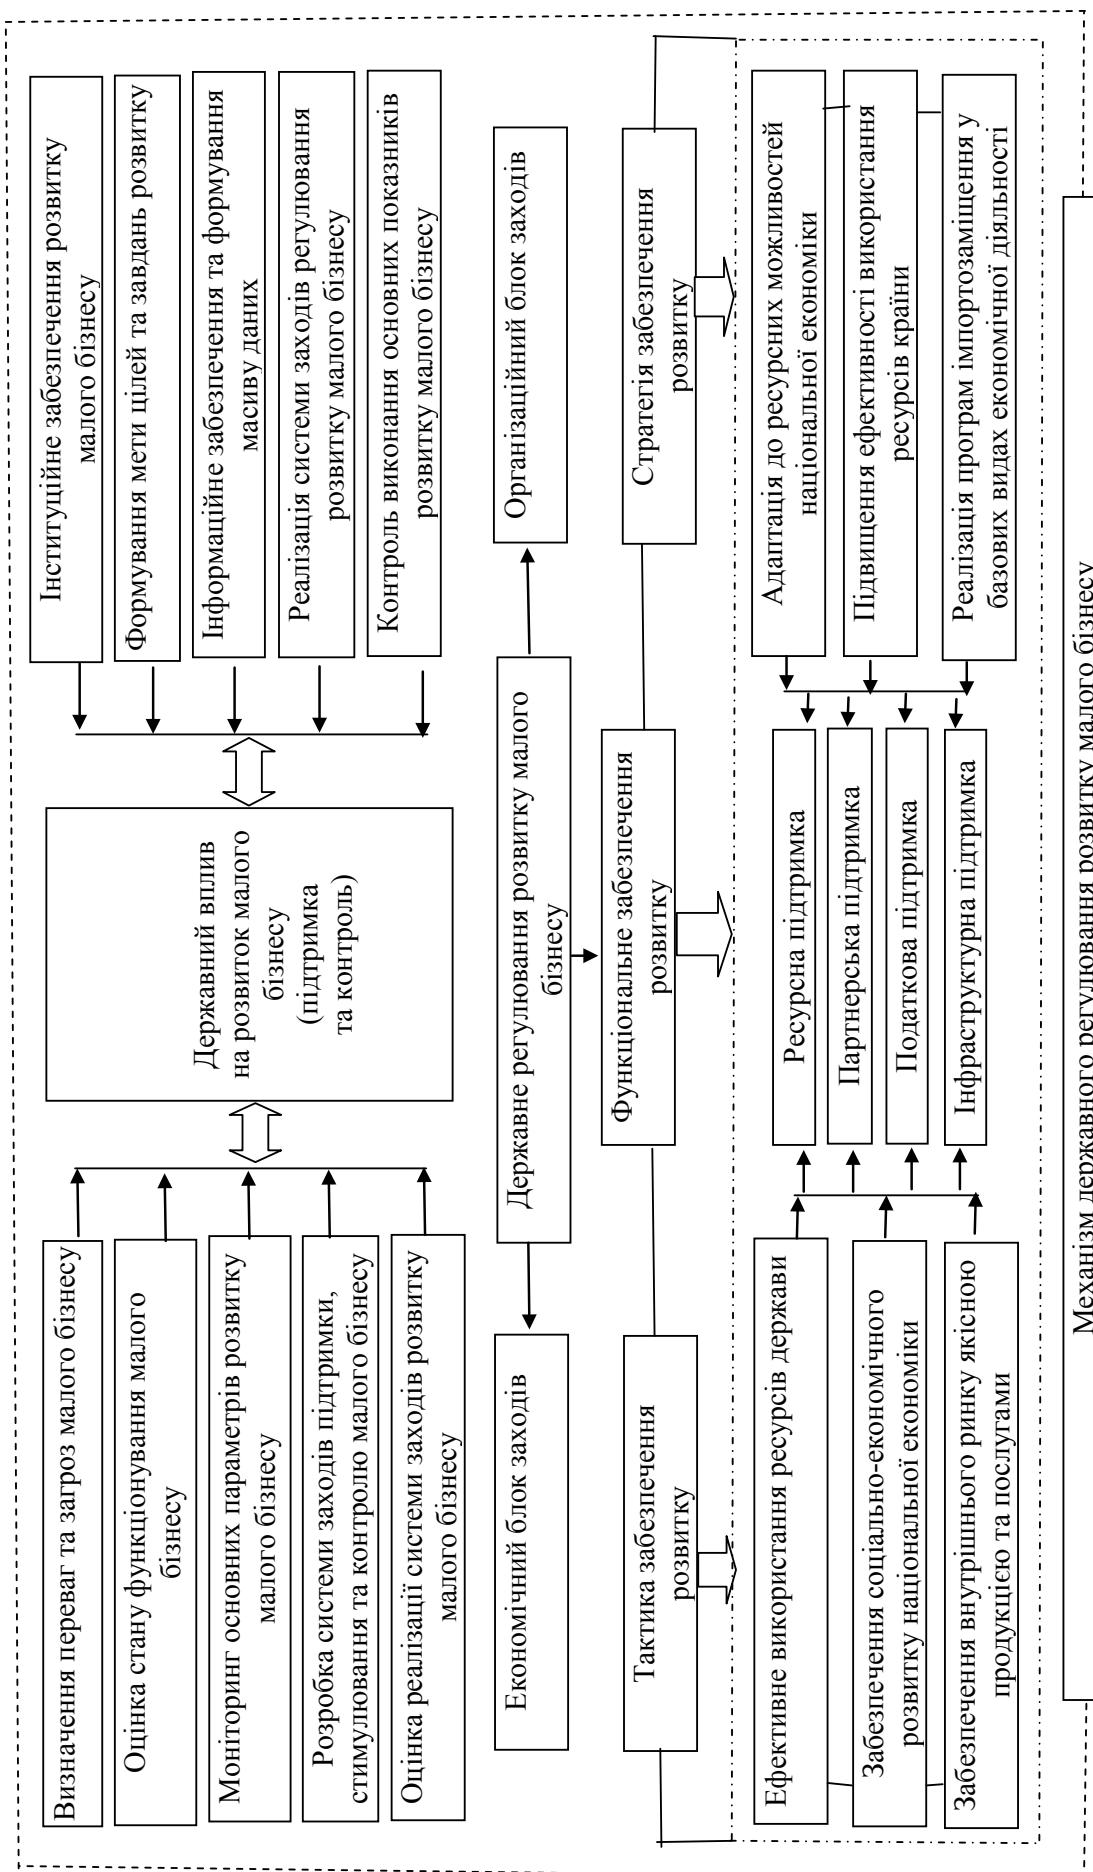 Визначення переваг та загроз малого бізнесу
Оцінка стану функціонування малого
бізнесу
Моніторинг основних параметрів розвитку
малого бізнесу
Розробка системи заходів підтримки,
стимулювання та контролю малого бізнесу
Оцінка реалізації системи заходів розвитку
малого бізнесу
Державний вплив
на розвиток малого
бізнесу
(підтримка
та контроль)
Інституційне забезпечення розвитку
малого бізнесу
Формування мети цілей та завдань розвитку
Інформаційне забезпечення та формування
масиву даних
Реалізація системи заходів регулювання
розвитку малого бізнесу
Контроль виконання основних показників
розвитку малого бізнесу
Економічний блок заходів
Державне регулювання розвитку малого
бізнесу
Організаційний блок заходів
Тактика забезпечення
розвитку
Функціональне забезпечення
розвитку
Стратегія забезпечення
розвитку
Ефективне використання ресурсів держави
Забезпечення соціально-економічного
розвитку національної економіки
Забезпечення внутрішнього ринку якісною
продукцією та послугами
Ресурсна підтримка
Партнерська підтримка
Податкова підтримка
Інфраструктурна підтримка
Адаптація до ресурсних можливостей
національної економіки
Підвищення ефективності використання
ресурсів країни
Реалізація програм імпортозаміщення у
базових видах економічної діяльності
Механізм державного регулювання розвитку малого бізнесу